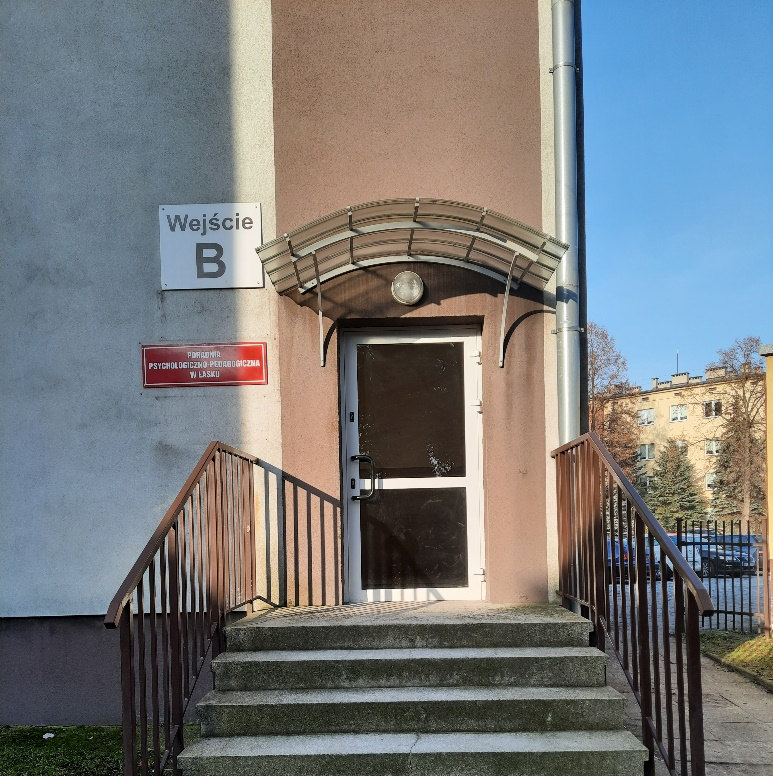 Wejście
B
PORADNIA
PSYCHOLOGICZNO-PEDAGOGICZNA
W ŁASKU